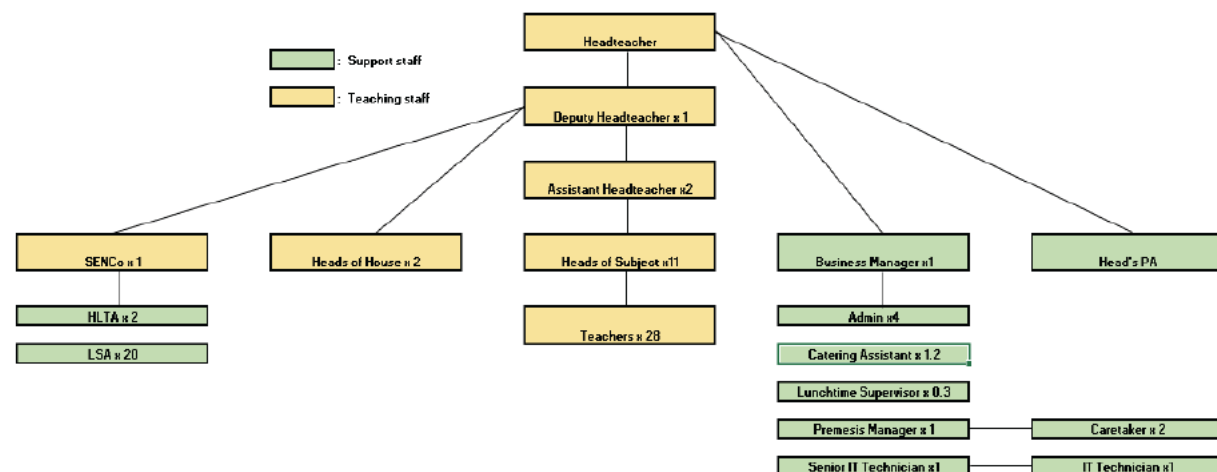 Headteacher
: Support staff
: Teaching staff
Deputy Headteacher x 1
Assistant Headteacher x2
SENCo x 1
Heads of House x 2
Heads of Subject x11
Business Manager x1
Head's PA
HLTA x 2
Admin x4
Teachers x 28
LSA x 20
Catering Assistant x 1.2
Lunchtime Supervisor x 0.3
Premesis Manager x 1
Caretaker x 2
Senior IT Technician x1
IT Technician x1